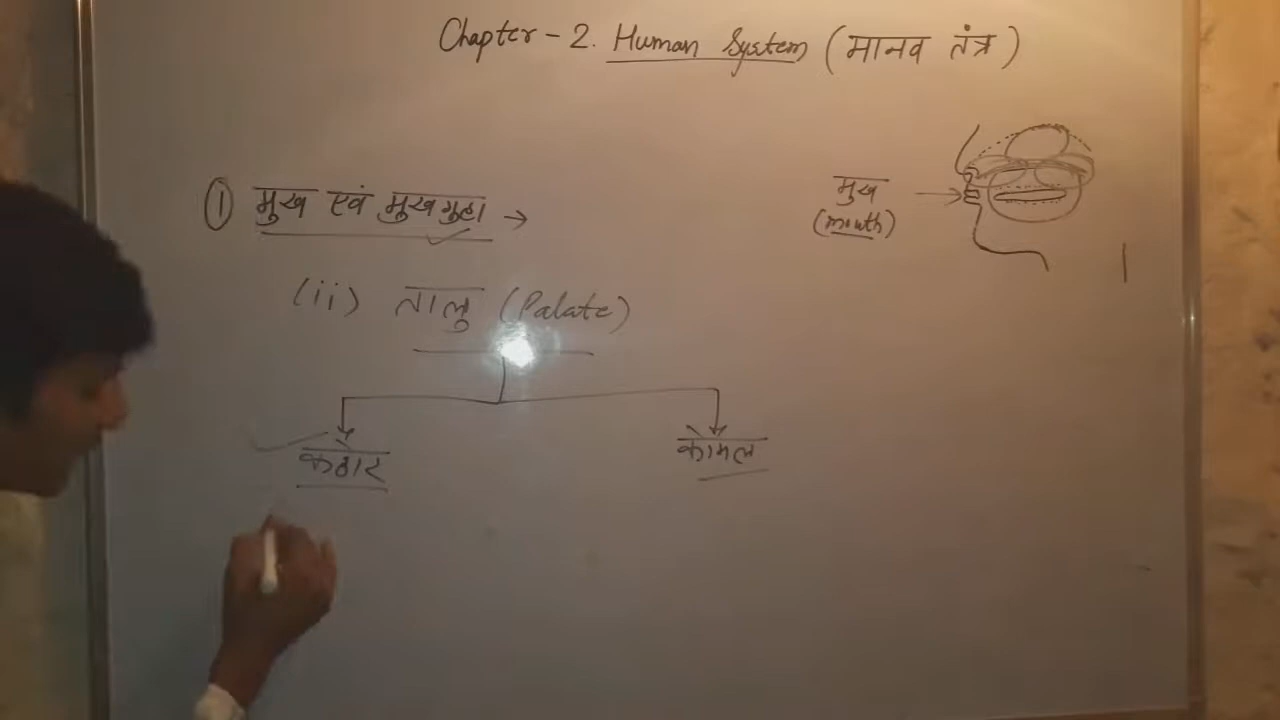 Chapter - 2. Human System (मानव तंत्र)
① मुख एवं मुखगुहा →
मुख
(mouth)
(ii) तालु (Palate)
कठोर
कोमल